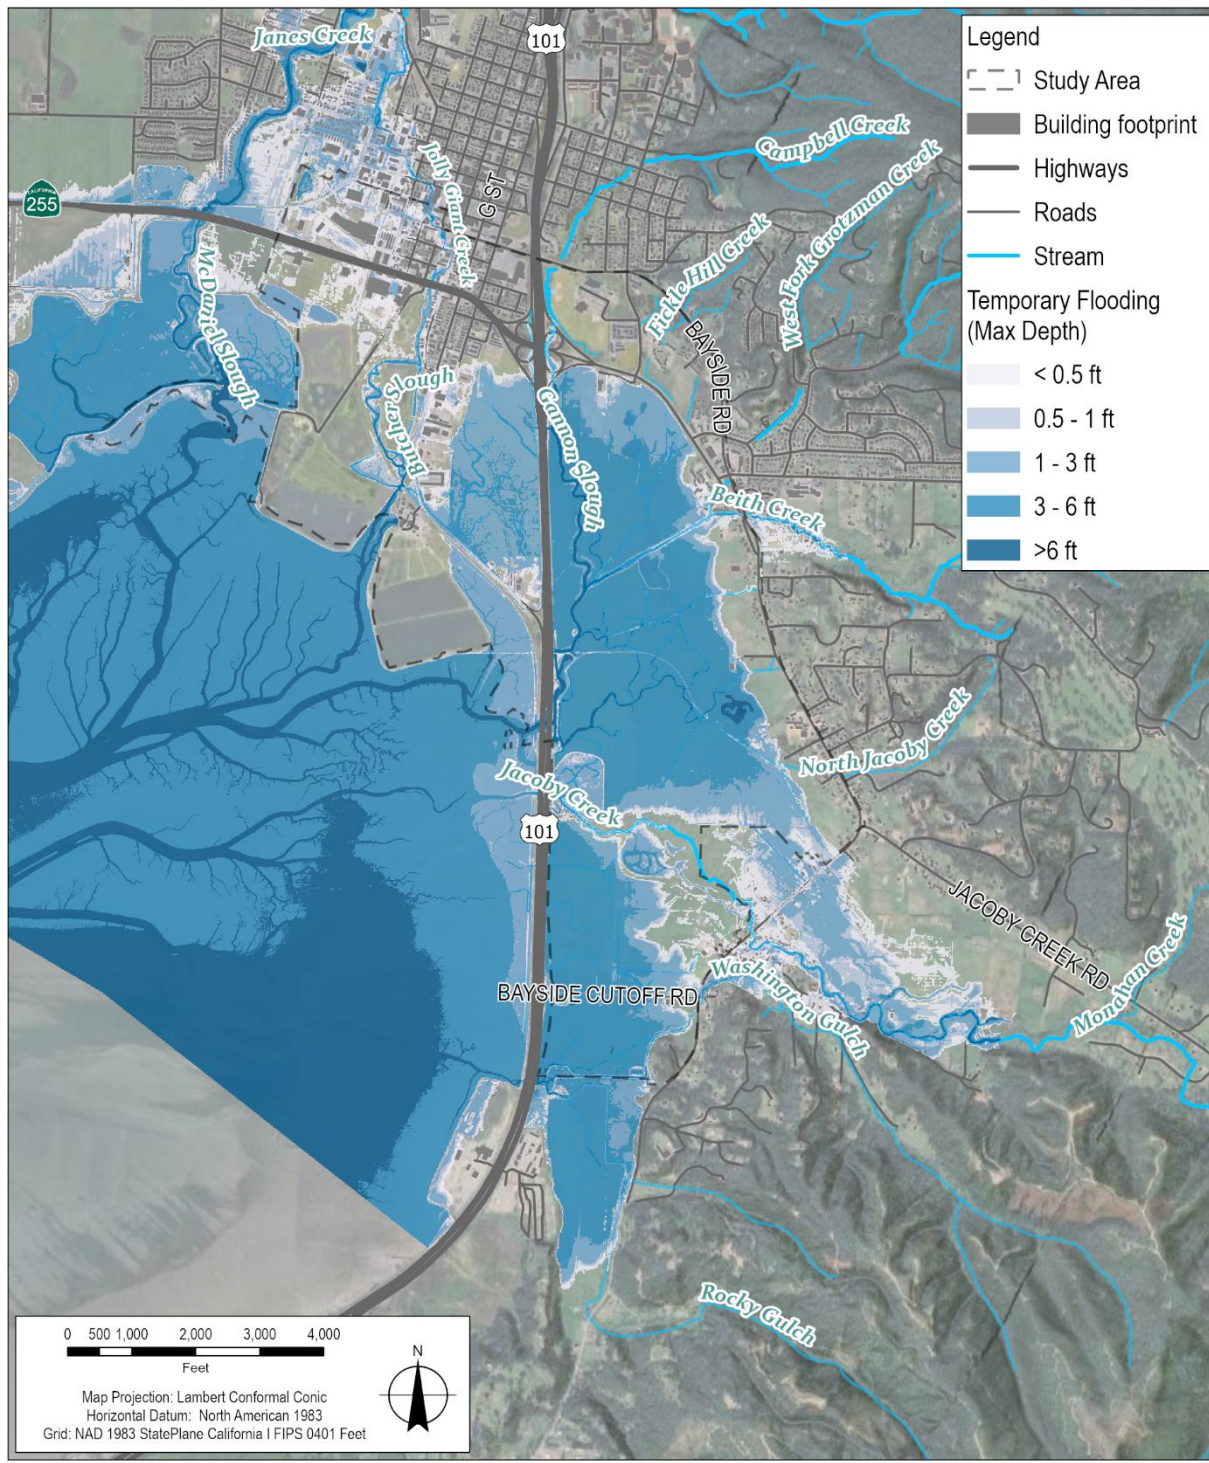 Janes Creek
101
Legend
Study Area
Building footprint
Highways
Roads
Stream
Temporary Flooding
(Max Depth)
< 0.5 ft
0.5 - 1 ft
1 - 3 ft
3 - 6 ft
>6 ft
Campbell Creek
West Fork Grotzman Creek
Jolly Giant Creek
G ST
CALIFORNIA
255
McDaniel Slough
Fickle Hill Creek
BAYSIDE RD
Butchers Slough
Gannon Slough
Beith Creek
North Jacoby Creek
Jacoby Creek
101
JACOBY CREEK RD
Mondhan Creek
Washington Gulch
BAYSIDE CUTOFF RD
Rocky Gulch
0 500 1,000 2,000 3,000 4,000
Feet
N
Map Projection: Lambert Conformal Conic
Horizontal Datum: North American 1983
Grid: NAD 1983 StatePlane California I FIPS 0401 Feet